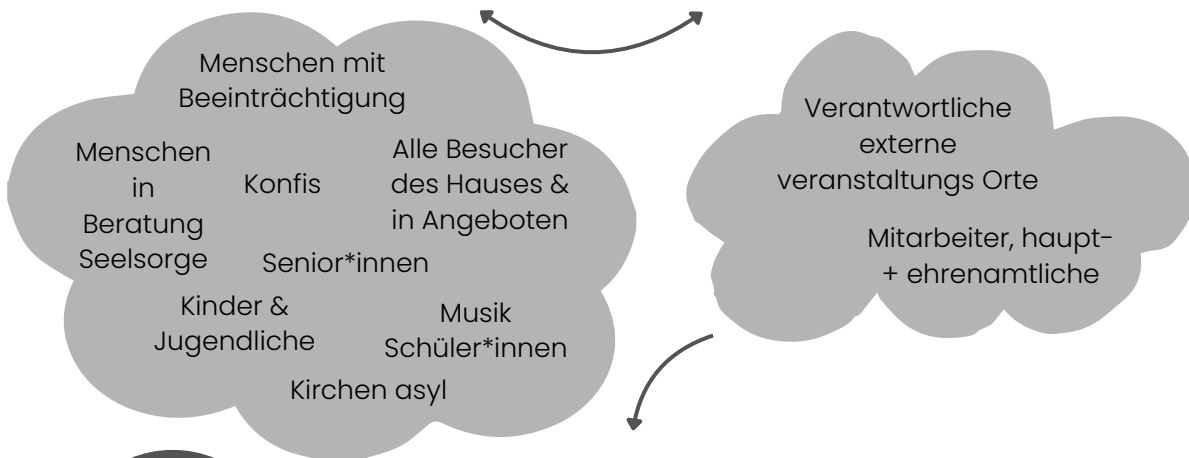 Menschen mit
Beeinträchtigung
Menschen
in
Beratung
Seelsorge
Konfis
Alle Besucher
des Hauses &
in Angeboten
Senior*innen
Kinder &
Jugendliche
Musik
Schüler*innen
Kirchen asyl
Verantwortliche
externe
veranstaltungs Orte
Mitarbeiter, haupt-
+ ehrenamtliche